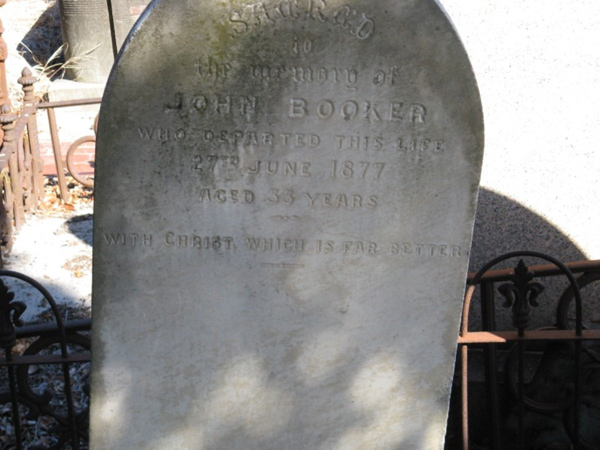 SACRED
to
the memory of
JOHN BOOKER
WHO DEPARTED THIS LIFE
27TH JUNE 1877
AGED 33 YEARS
WITH CHRIST, WHICH IS FAR BETTER